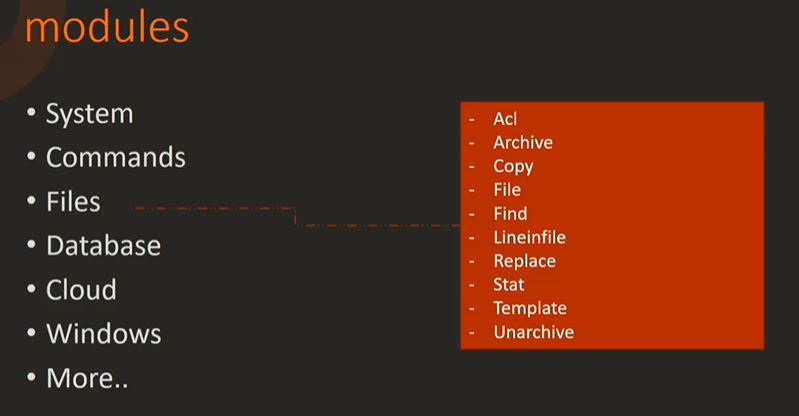 modules
• System
• Commands
• Files
• Database
• Cloud
• Windows
• More..
- Acl
- Archive
- Copy
- File
- Find
- Lineinfile
- Replace
- Stat
- Template
- Unarchive